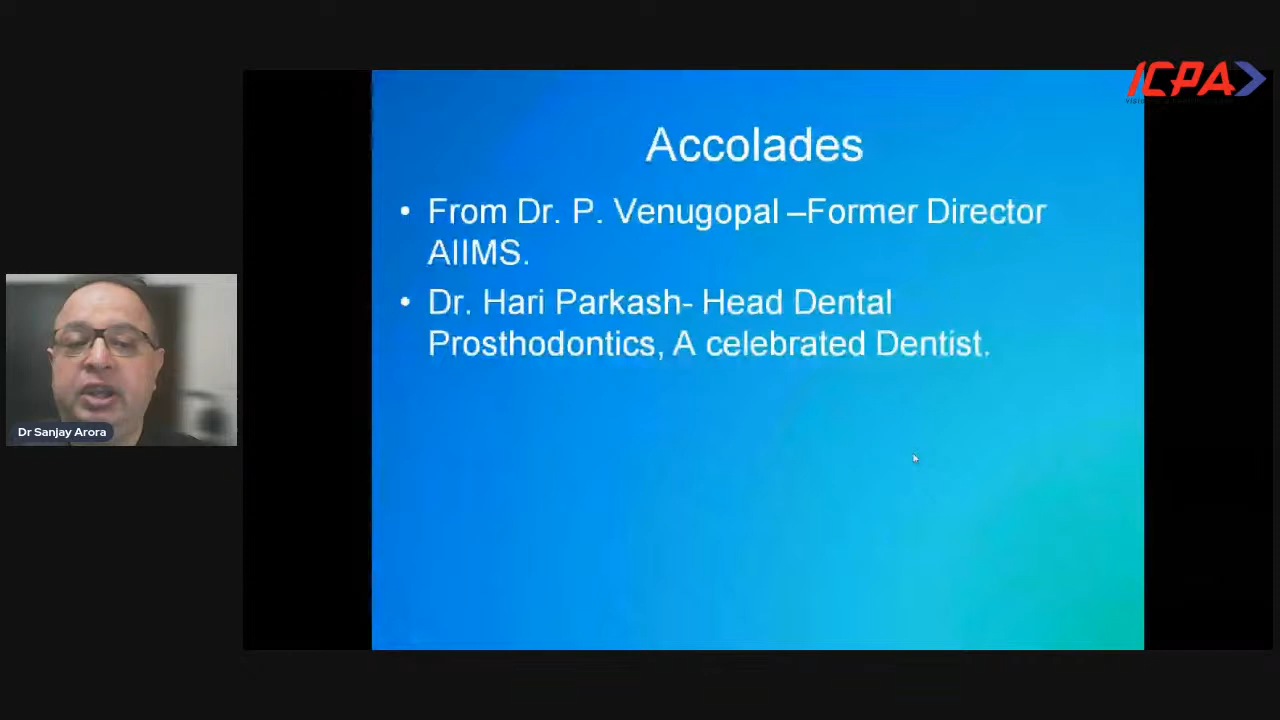 ICPA
Accolades
• From Dr. P. Venugopal –Former Director
AIIMS.
• Dr. Hari Parkash- Head Dental
Prosthodontics, A celebrated Dentist.
Dr Sanjay Arora